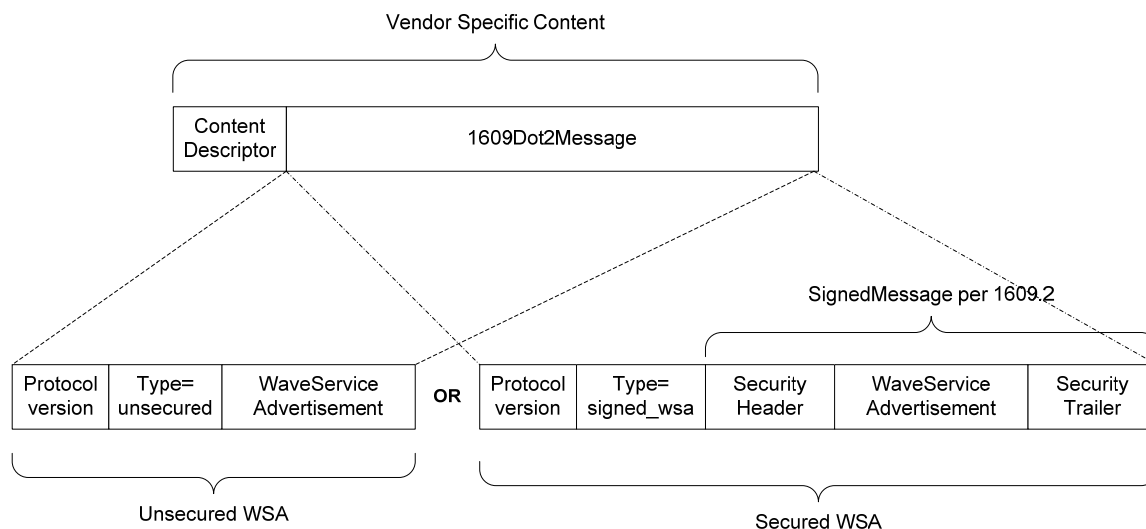 Vendor Specific Content
Content
Descriptor
1609Dot2Message
SignedMessage per 1609.2
Protocol
version
Type=
unsecured
WaveService
Advertisement
OR
Protocol
version
Type=
signed_wsa
Security
Header
WaveService
Advertisement
Security
Trailer
Unsecured WSA
Secured WSA